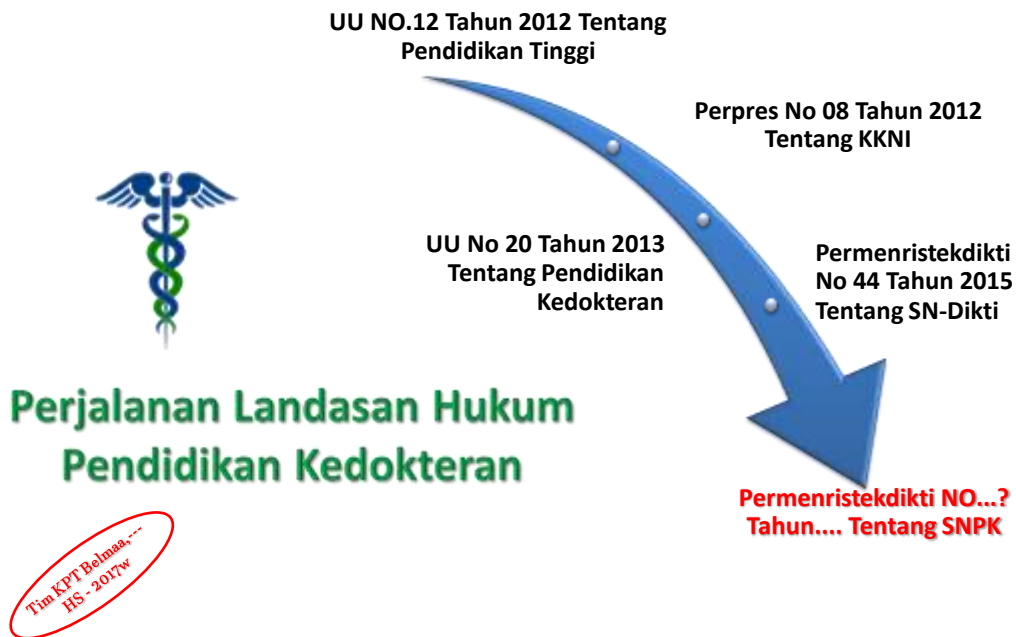 UU NO.12 Tahun 2012 Tentang
Pendidikan Tinggi
Perpres No 08 Tahun 2012
Tentang KKNI
UU No 20 Tahun 2013
Tentang Pendidikan
Kedokteran
Permenristekdikti
No 44 Tahun 2015
Tentang SN-Dikti
Perjalanan Landasan Hukum
Pendidikan Kedokteran
Permenristekdikti NO...?
Tahun.... Tentang SNPK
Tim KPT Belmaa,---
HS - 2017w